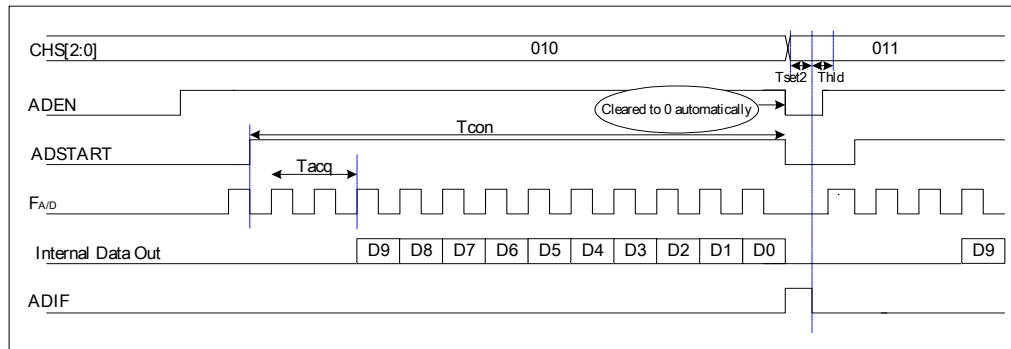 CHS[2:0]
010
011
Tset2
Thld
ADEN
Cleared to 0 automatically
Tcon
ADSTART
Tacq
FA/D
Internal Data Out
D9 D8 D7 D6 D5 D4 D3 D2 D1 D0 D9
ADIF